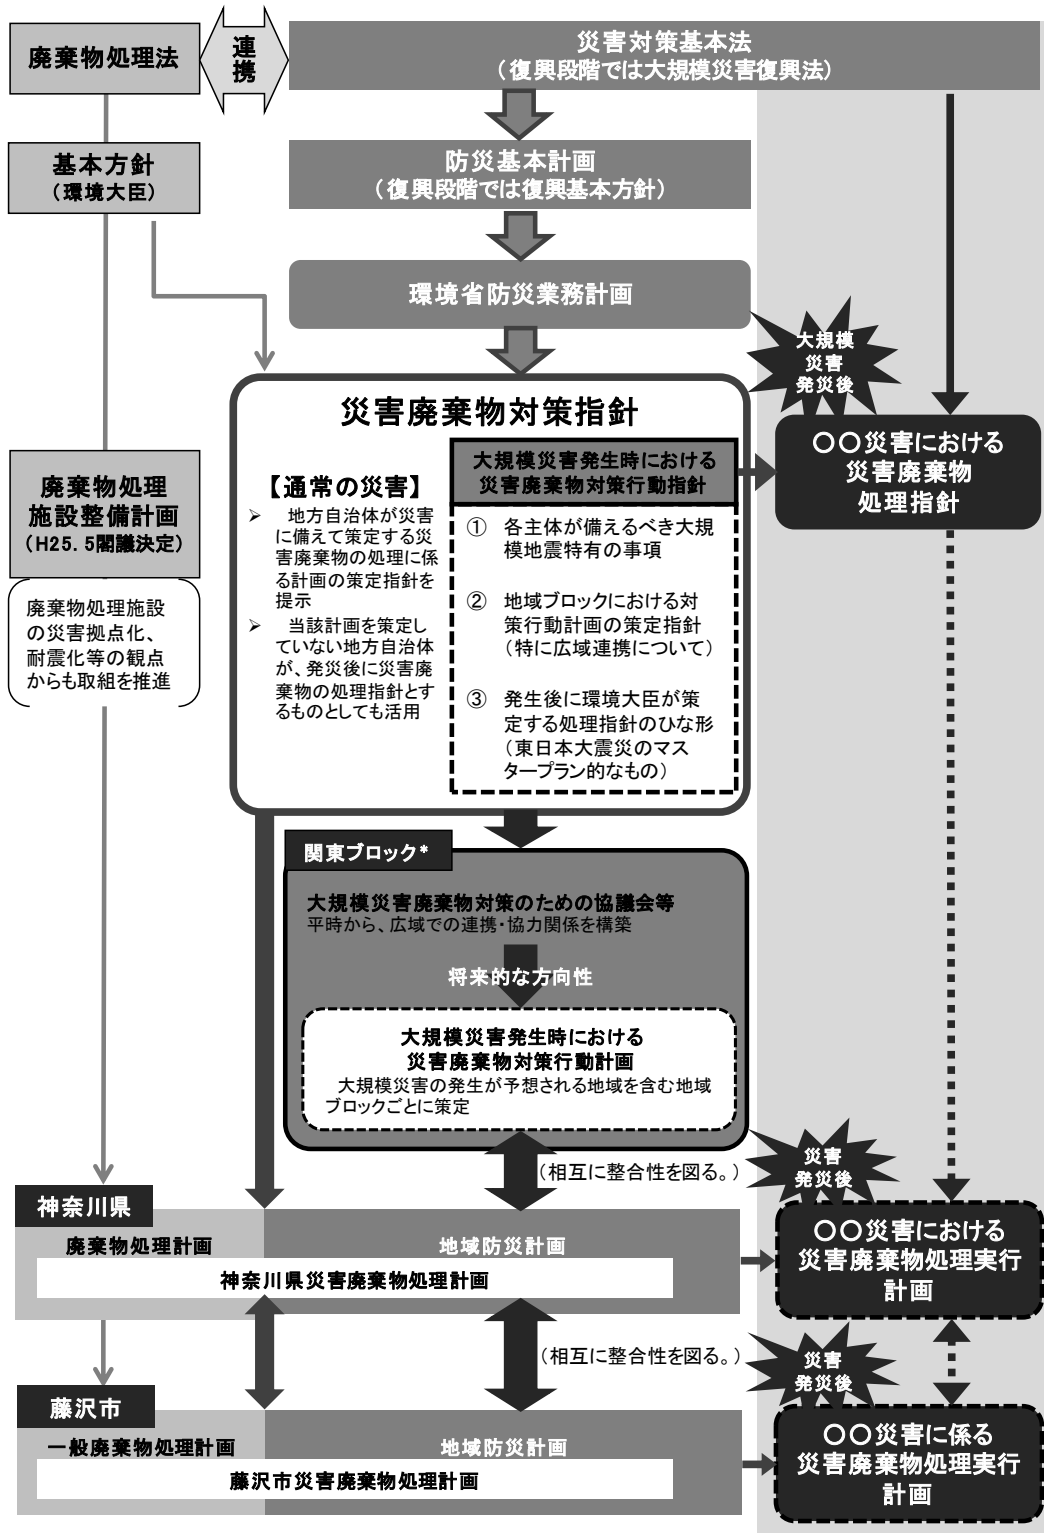 廃棄物処理法
連
携
災害対策基本法
（復興段階では大規模災害復興法）
基本方針
（環境大臣）
防災基本計画
（復興段階では復興基本方針）
環境省防災業務計画
大規模
災害
発災後
災害廃棄物対策指針
【通常の災害】
➢ 地方自治体が災害
に備えて策定する災
害廃棄物の処理に係
る計画の策定指針を
提示
➢ 当該計画を策定し
ていない地方自治体
が、発災後に災害廃
棄物の処理指針とす
るものとしても活用
大規模災害発生時における
災害廃棄物対策行動指針
① 各主体が備えるべき大規
模地震特有の事項
② 地域ブロックにおける対
策行動計画の策定指針
（特に広域連携について）
③ 発生後に環境大臣が策
定する処理指針のひな形
（東日本大震災のマス
タープラン的なもの）
〇〇災害における
災害廃棄物
処理指針
廃棄物処理
施設整備計画
（H25.5閣議決定）
廃棄物処理施設
の災害拠点化、
耐震化等の観点
からも取組を推進
関東ブロック*
大規模災害廃棄物対策のための協議会等
平時から、広域での連携・協力関係を構築
将来的な方向性
大規模災害発生時における
災害廃棄物対策行動計画
大規模災害の発生が予想される地域を含む地域
ブロックごとに策定
（相互に整合性を図る。）
災害
発災後
神奈川県
廃棄物処理計画
地域防災計画
神奈川県災害廃棄物処理計画
〇〇災害における
災害廃棄物処理実行
計画
（相互に整合性を図る。）
災害
発災後
藤沢市
一般廃棄物処理計画
地域防災計画
藤沢市災害廃棄物処理計画
〇〇災害に係る
災害廃棄物処理実行
計画